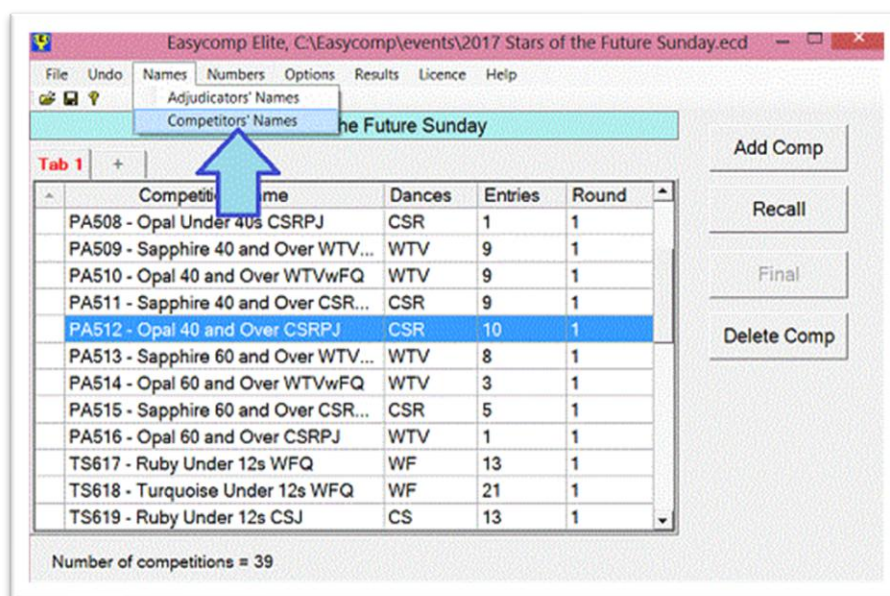 Easycomp Elite, C:\Easycomp\events\2017 Stars of the Future Sunday.ecd
File Undo Names Numbers Options Results Licence Help
Adjudicators' Names
Competitors' Names
he Future Sunday
Tab 1 +
Competiti me Dances Entries Round
PA508 - Opal Under 40s CSRPJ CSR 1 1
PA509 - Sapphire 40 and Over WTV... WTV 9 1
PA510 - Opal 40 and Over WTVwFQ WTV 9 1
PA511 - Sapphire 40 and Over CSR... CSR 9 1
PA512 - Opal 40 and Over CSRPJ CSR 10 1
PA513 - Sapphire 60 and Over WTV... WTV 8 1
PA514 - Opal 60 and Over WTVwFQ WTV 3 1
PA515 - Sapphire 60 and Over CSR... CSR 5 1
PA516 - Opal 60 and Over CSRPJ WTV 1 1
TS617 - Ruby Under 12s WFQ WF 13 1
TS618 - Turquoise Under 12s WFQ WF 21 1
TS619 - Ruby Under 12s CSJ CS 13 1
Number of competitions = 39
Add Comp
Recall
Final
Delete Comp